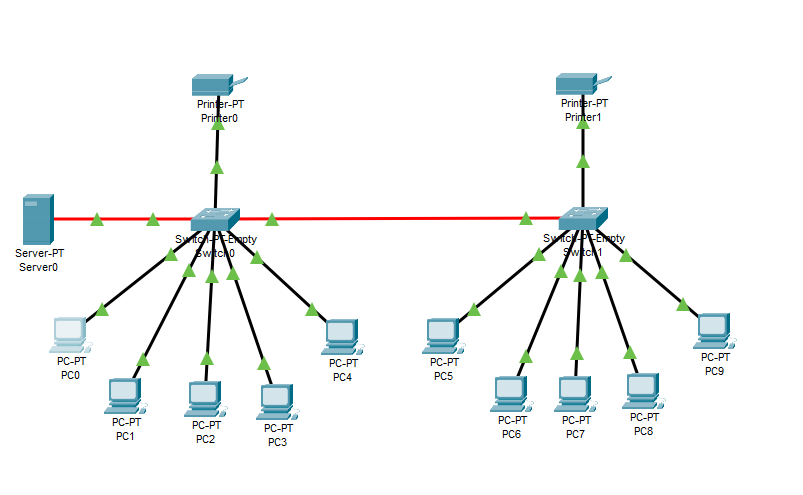 Printer-PT
Printer0
Printer-PT
Printer1
Switch-PT-Empty
Switch0
Switch-PT-Empty
Switch1
Server-PT
Server0
PC-PT
PC0
PC-PT
PC1
PC-PT
PC2
PC-PT
PC3
PC-PT
PC4
PC-PT
PC5
PC-PT
PC6
PC-PT
PC7
PC-PT
PC8
PC-PT
PC9